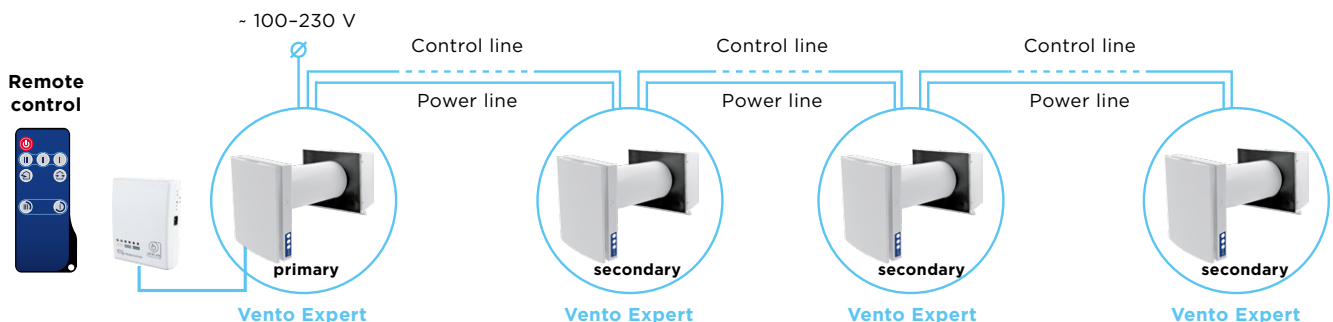 ~ 100–230 V
Control line
Control line
Control line
Remote
control
Power line
Power line
Power line
primary
secondary
secondary
secondary
Vento Expert
Vento Expert
Vento Expert
Vento Expert